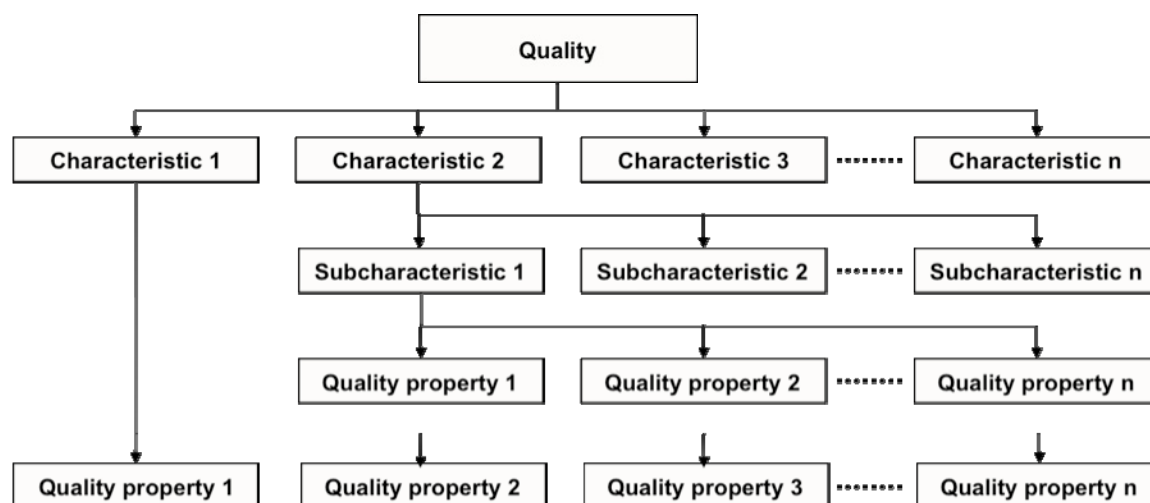 Quality
Characteristic 1
Characteristic 2
Characteristic 3
Characteristic n
Subcharacteristic 1
Subcharacteristic 2
Subcharacteristic n
Quality property 1
Quality property 2
Quality property n
Quality property 1
Quality property 2
Quality property 3
Quality property n